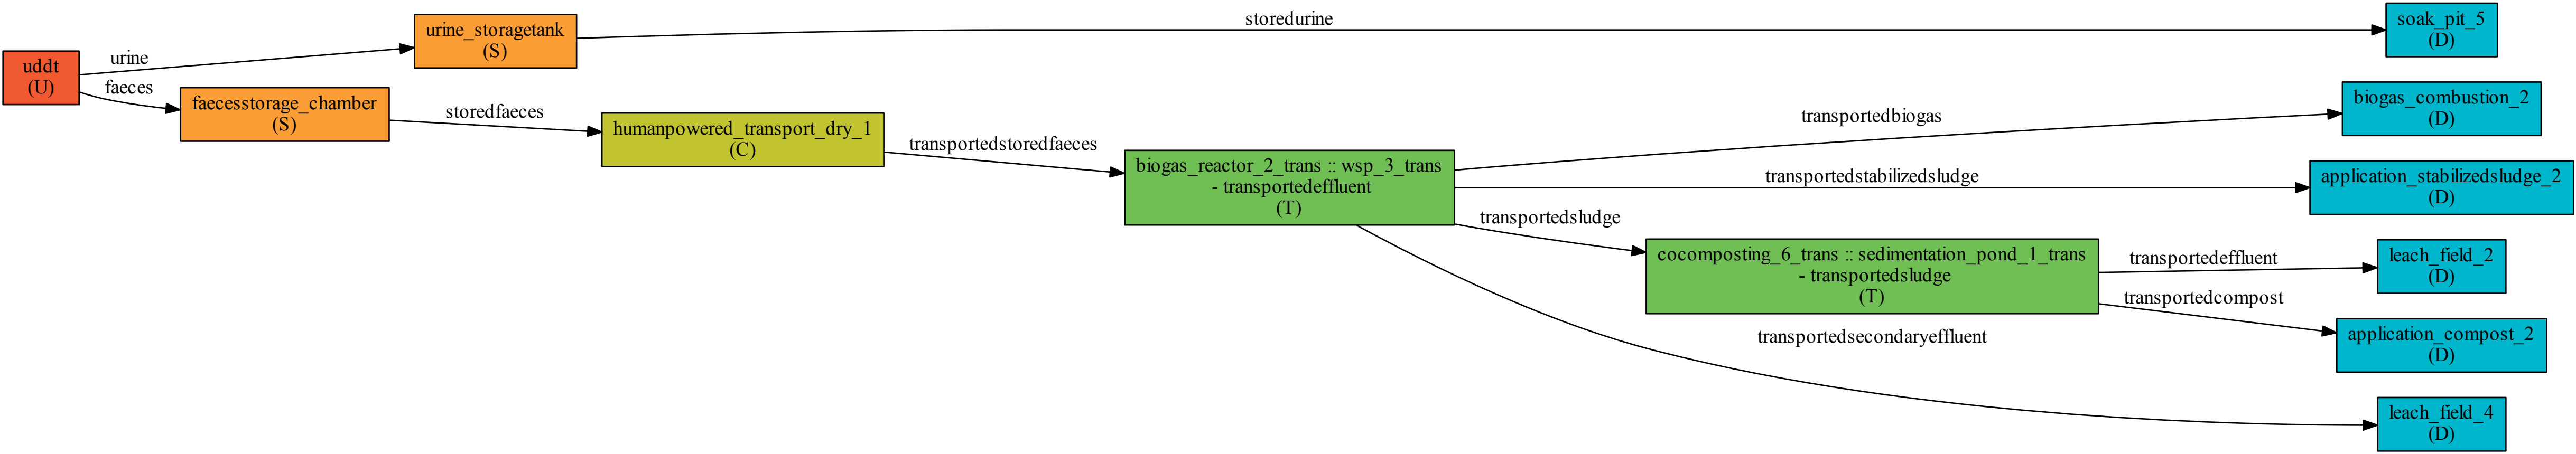 uddt
(U)
urine
faeces
urine_storagetank
(S)
faecesstorage_chamber
(S)
storedurine
storedfaeces
humanpowered_transport_dry_1
(C)
transportedstoredfaeces
biogas_reactor_2_trans :: wsp_3_trans
- transportedeffluent
(T)
transportedbiogas
transportedstabilizedsludge
transportedsludge
transportedsecondaryeffluent
cocomposting_6_trans :: sedimentation_pond_1_trans
- transportedsludge
(T)
transportedeffluent
transportedcompost
soak_pit_5
(D)
biogas_combustion_2
(D)
application_stabilizedsludge_2
(D)
leach_field_2
(D)
application_compost_2
(D)
leach_field_4
(D)